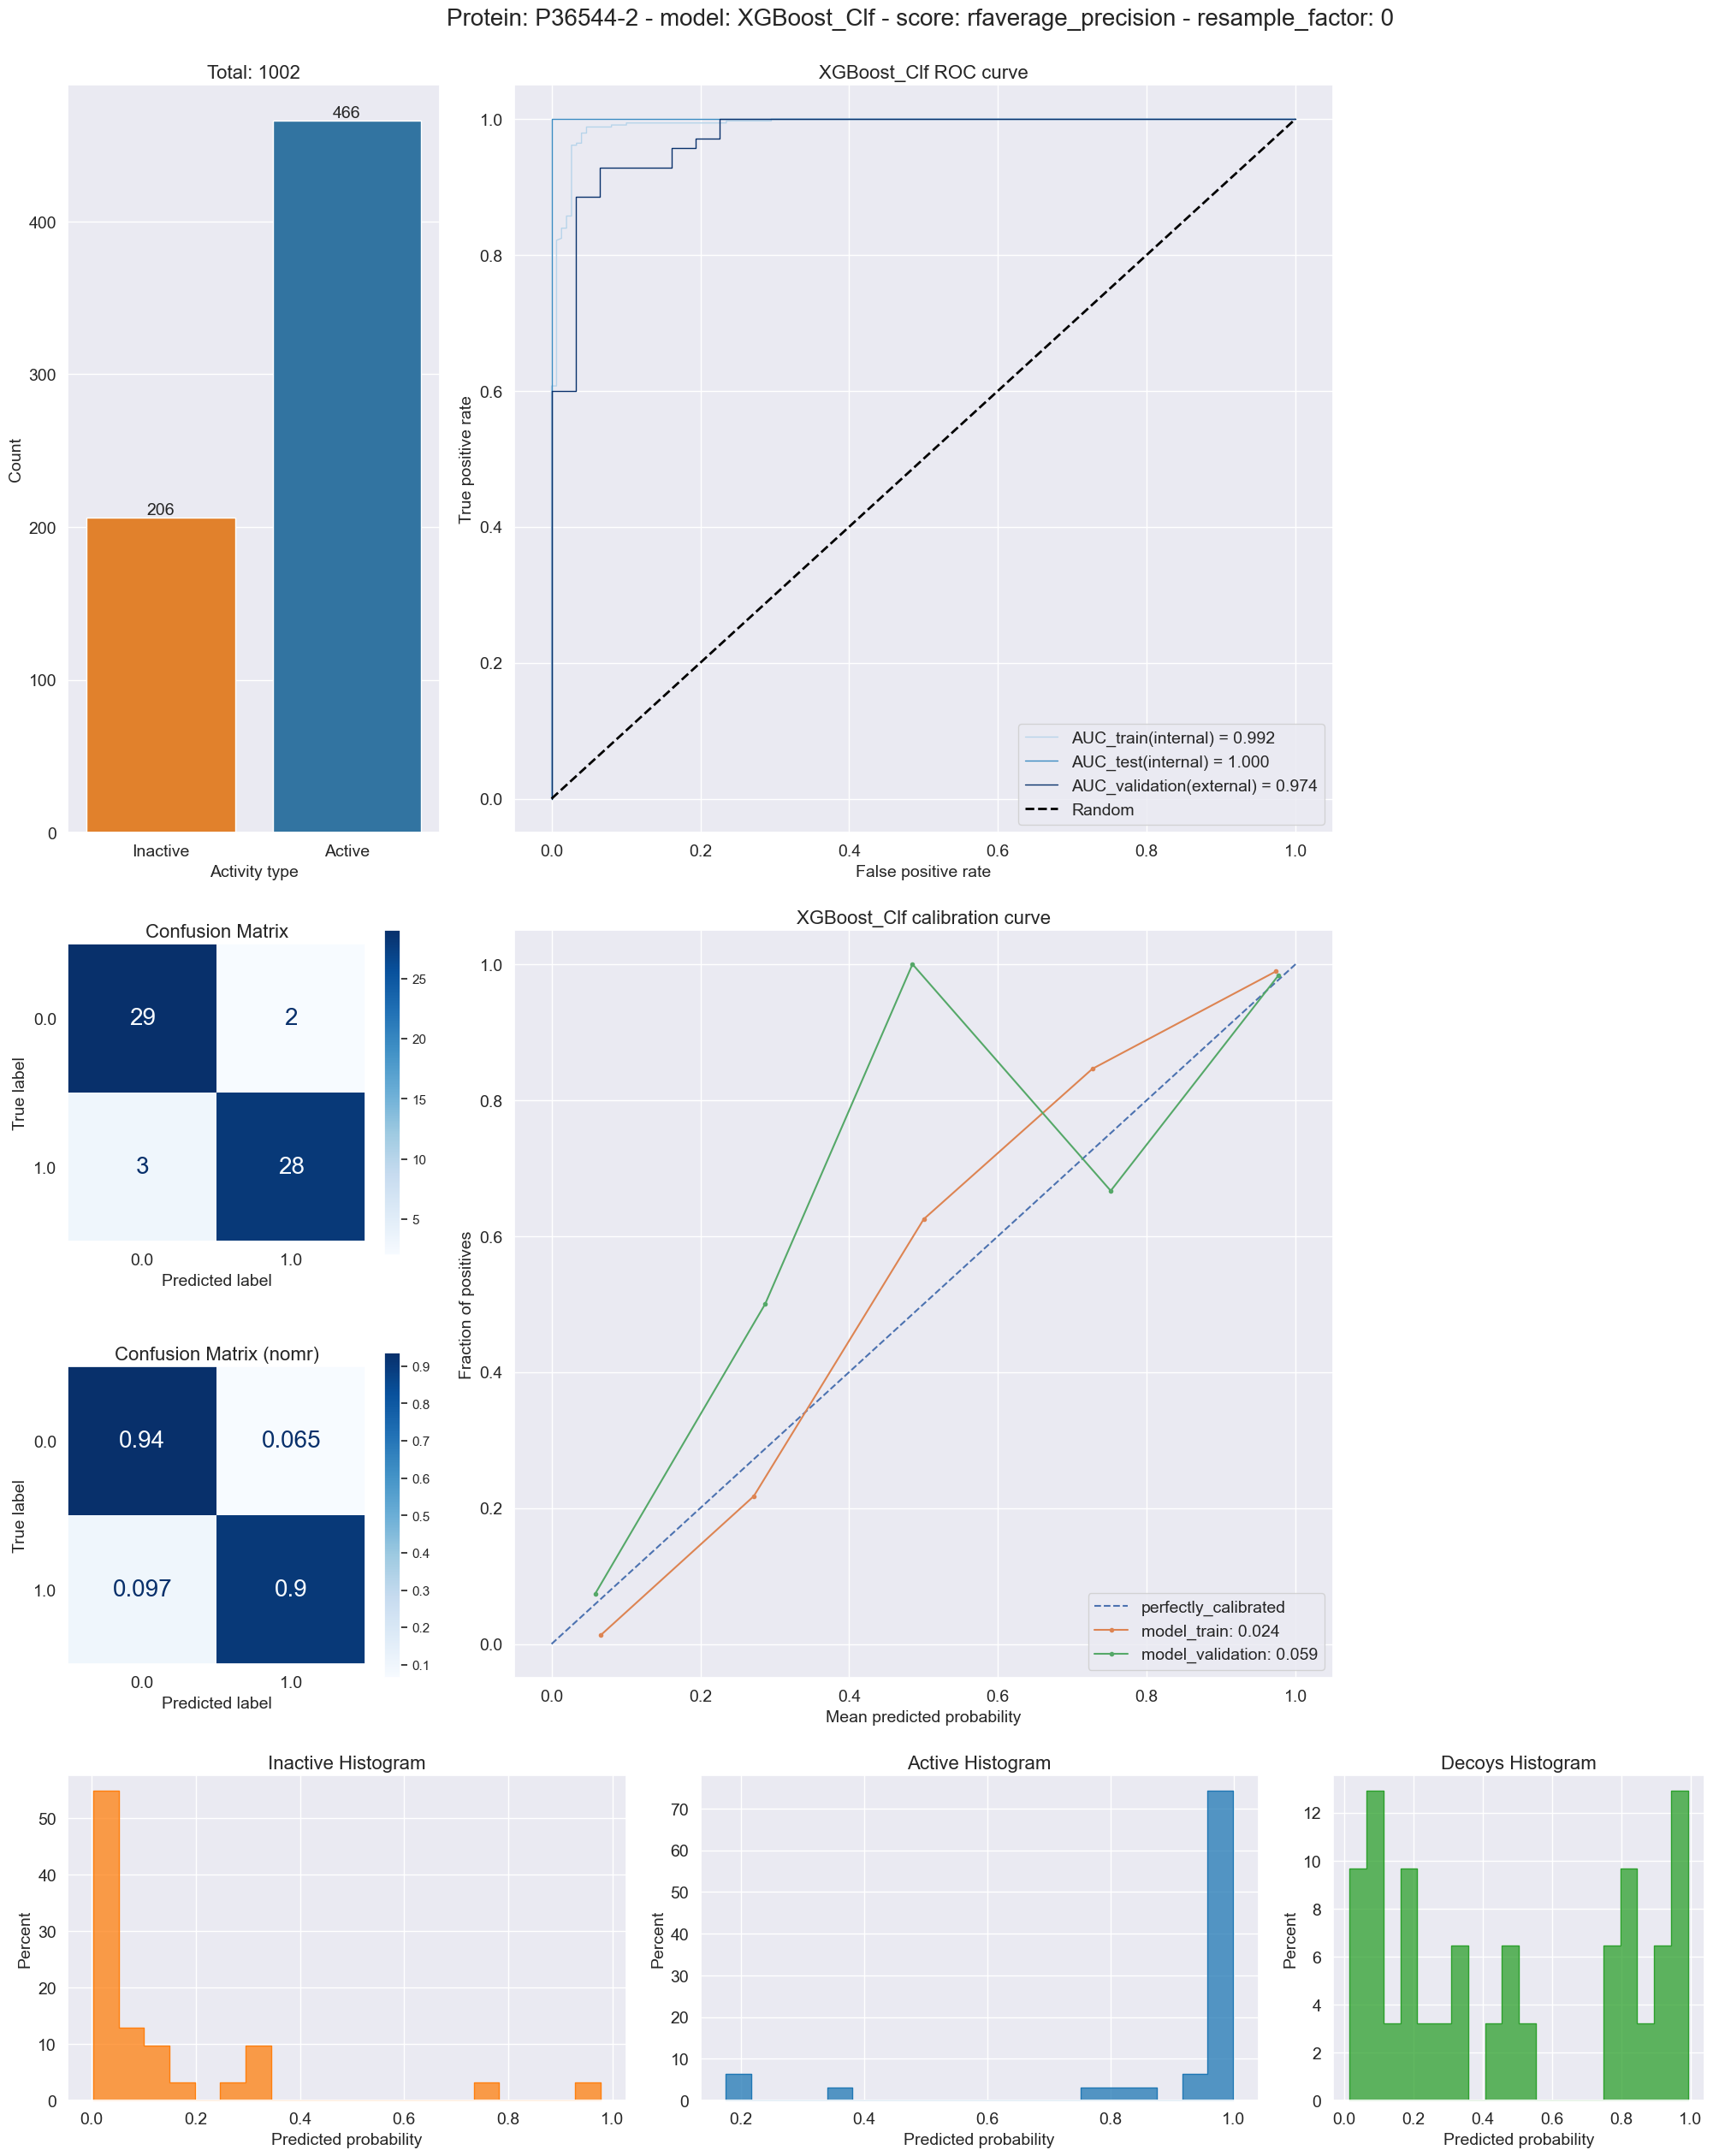 Protein: P36544-2 - model: XGBoost_Clf - score: rfaverage_precision - resample_factor: 0
Total: 1002
466
206
400
300
200
100
0
Count
Inactive
Active
Activity type
XGBoost_Clf ROC curve
1.0
0.8
0.6
0.4
0.2
0.0
True positive rate
AUC_train(internal) = 0.992
AUC_test(internal) = 1.000
AUC_validation(external) = 0.974
Random
0.0 0.2 0.4 0.6 0.8 1.0
False positive rate
Confusion Matrix
0.0
1.0
True label
29 2
3 28
25
20
15
10
5
0.0 1.0
Predicted label
XGBoost_Clf calibration curve
1.0
0.8
0.6
0.4
0.2
0.0
Fraction of positives
perfectly_calibrated
model_train: 0.024
model_validation: 0.059
0.0 0.2 0.4 0.6 0.8 1.0
Mean predicted probability
Confusion Matrix (nomr)
0.0
1.0
True label
0.94 0.065
0.097 0.9
0.9
0.8
0.7
0.6
0.5
0.4
0.3
0.2
0.1
0.0 1.0
Predicted label
Inactive Histogram
50
40
30
20
10
0
Percent
0.0 0.2 0.4 0.6 0.8 1.0
Predicted probability
Active Histogram
70
60
50
40
30
20
10
0
Percent
0.2 0.4 0.6 0.8 1.0
Predicted probability
Decoys Histogram
12
10
8
6
4
2
0
Percent
0.0 0.2 0.4 0.6 0.8 1.0
Predicted probability